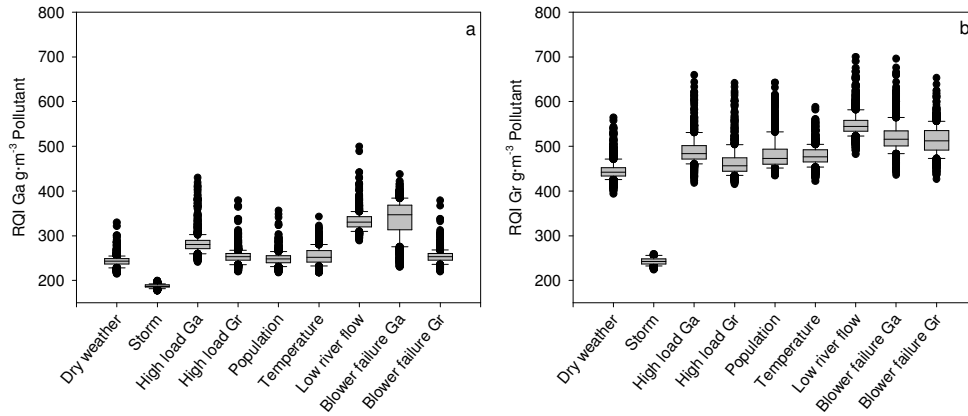 a
RQI Ga g·m⁻³ Pollutant
800
700
600
500
400
300
200
Dry weather
Storm
High load Ga
High load Gr
Population
Temperature
Low river flow
Blower failure Ga
Blower failure Gr
b
RQI Gr g·m⁻³ Pollutant
800
700
600
500
400
300
200
Dry weather
Storm
High load Ga
High load Gr
Population
Temperature
Low river flow
Blower failure Ga
Blower failure Gr